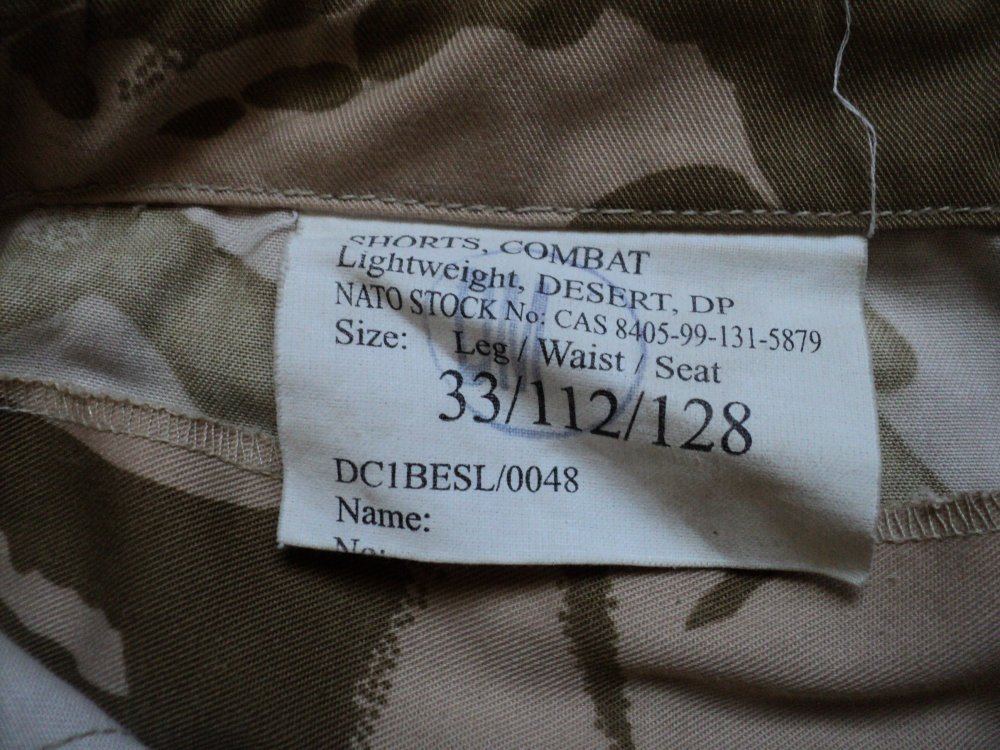 SHORTS, COMBAT
Lightweight, DESERT, DP
NATO STOCK No: CAS 8405-99-131-5879
Size: Leg / Waist / Seat
33/112/128
DC1BESL/0048
Name:
No: